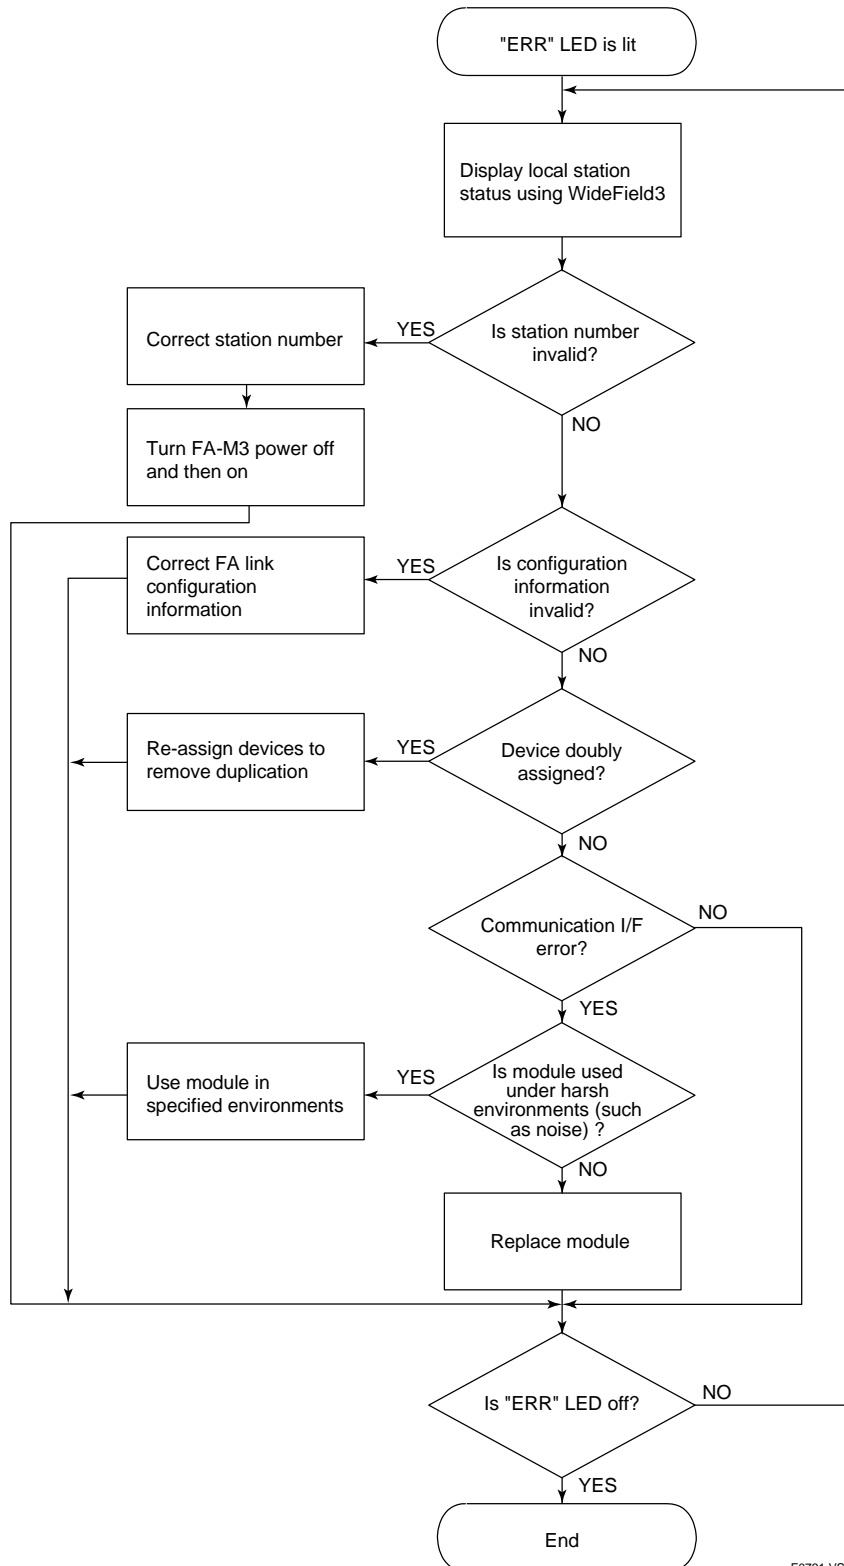 "ERR" LED is lit
Display local station
status using WideField3
Is station number
invalid?
YES
Correct station number
NO
Turn FA-M3 power off
and then on
Is configuration
information
invalid?
YES
Correct FA link
configuration
information
NO
Device doubly
assigned?
YES
Re-assign devices to
remove duplication
NO
Communication I/F
error?
NO
YES
Is module used
under harsh
environments (such
as noise) ?
YES
Use module in
specified environments
NO
Replace module
Is "ERR" LED off?
NO
YES
End